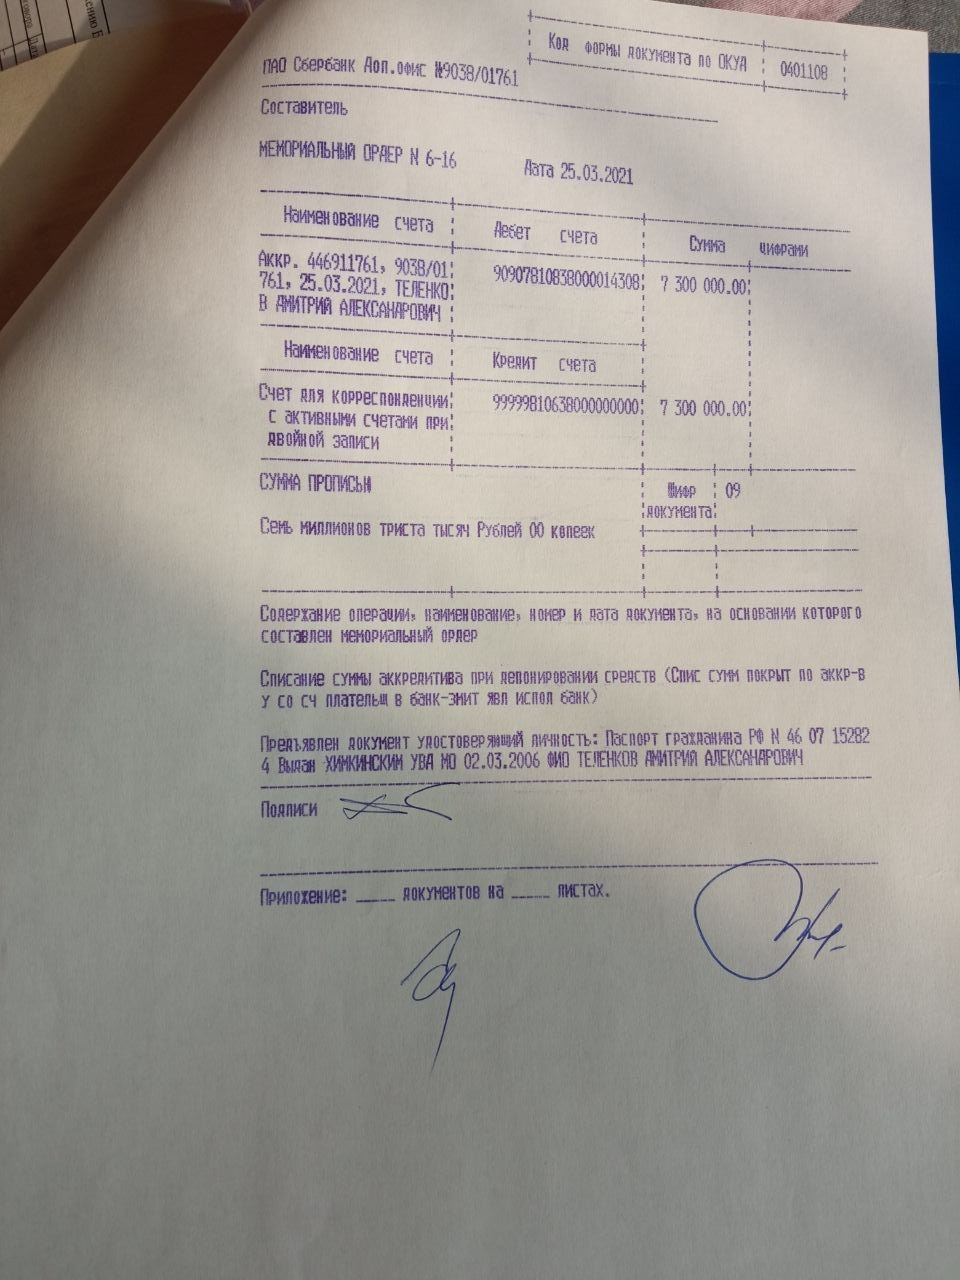 Код формы документа по ОКУД 0401108
ПАО Сбербанк Доп.офис №9038/01761
Составитель
МЕМОРИАЛЬНЫЙ ОРДЕР N 6-16 Дата 25.03.2021
Наименование счета Дебет счета Сумма цифрами
Аккр. 446911761, 9038/01 90907810838000014308 7 300 000.00
761, 25.03.2021, ТЕЛЕНКО
В ДМИТРИЙ АЛЕКСАНДРОВИЧ
Наименование счета Кредит счета
Счет для корреспонденции 99999810638000000000 7 300 000.00
с активными счетами при
двойной записи
СУММА ПРОПИСЬЮ Шифр 09
документа
Семь миллионов триста тысяч Рублей 00 копеек
Содержание операции, наименование, номер и дата документа, на основании которого
составлен мемориальный ордер
Списание суммы аккредитива при депонировании средств (Спис сумм покрыт по аккр-в
у со сч плательщ в банк-эмит явл испол банк)
Предъявлен документ удостоверяющий личность: Паспорт гражданина РФ N 46 07 15282
4 Выдан ХИМКИНСКИМ УВД МО 02.03.2006 ФИО ТЕЛЕНКОВ ДМИТРИЙ АЛЕКСАНДРОВИЧ
Подписи
Приложение: _____ документов на _____ листах.